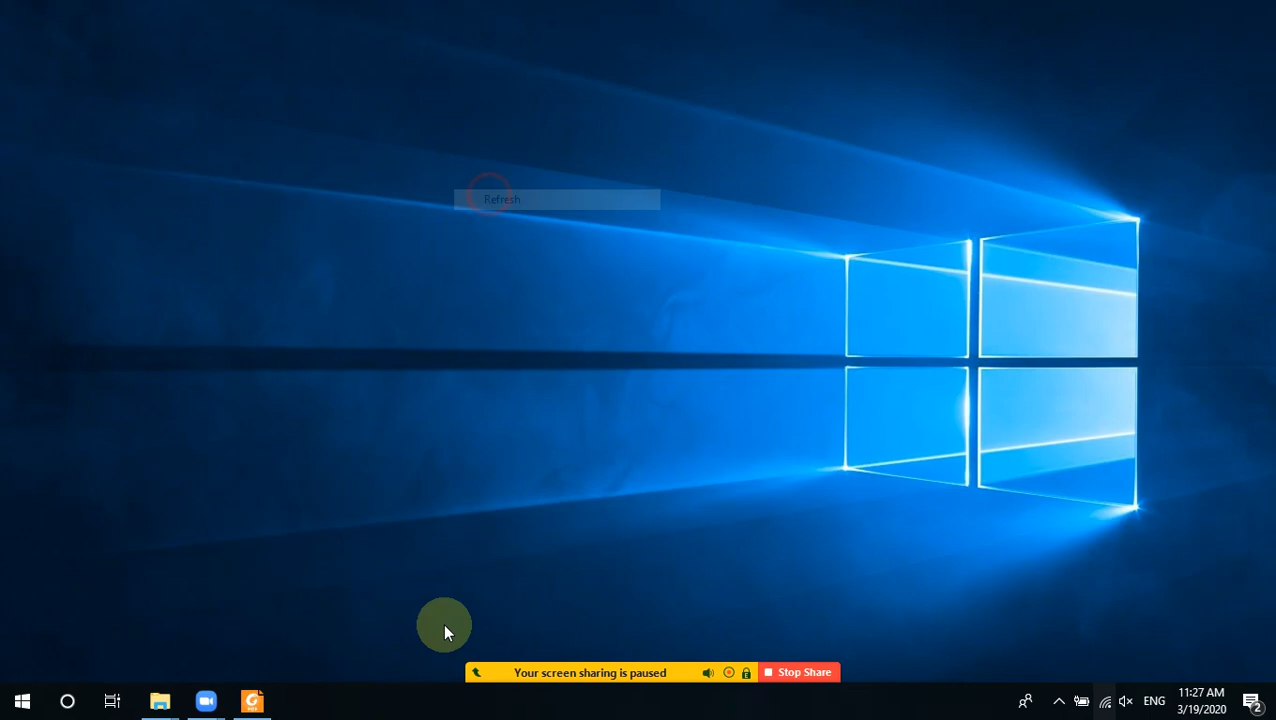 Refresh
Your screen sharing is paused
Stop Share
ENG
11:27 AM
3/19/2020
2